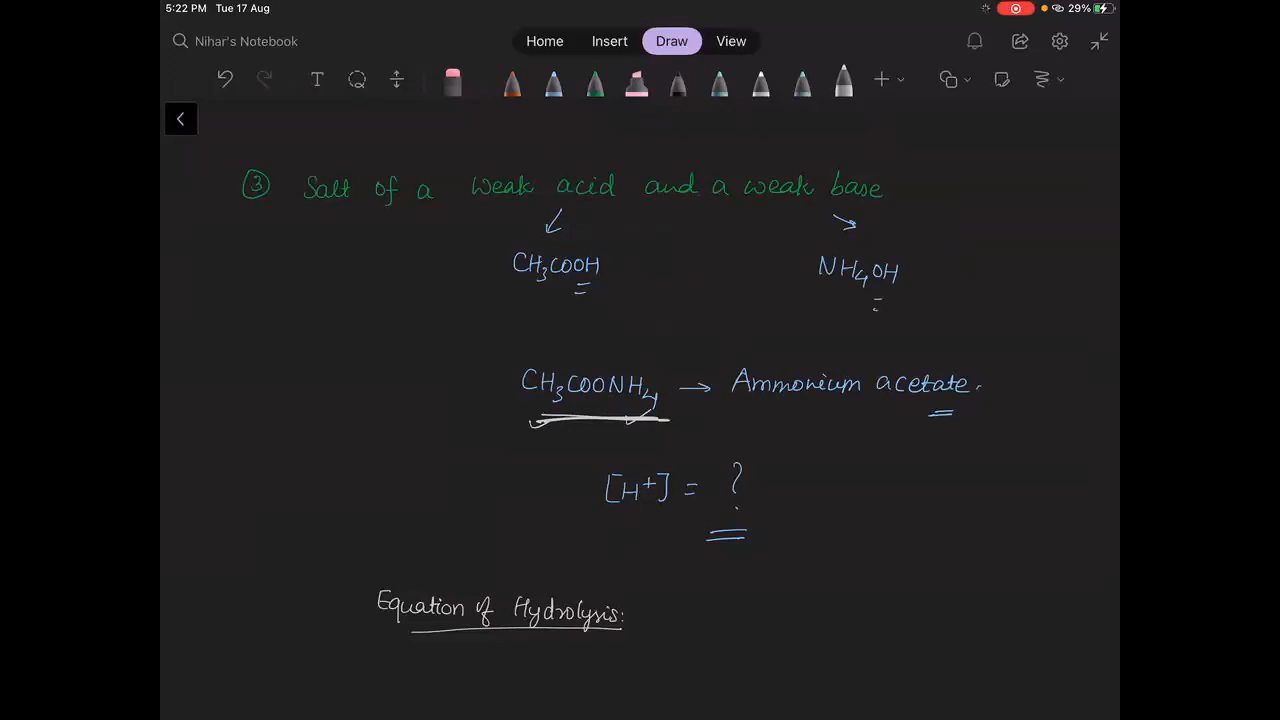 5:22 PM Tue 17 Aug 29%
Nihar's Notebook Home Insert Draw View
③ Salt of a weak acid and a weak base
CH₃COOH NH₄OH
CH₃COONH₄ → Ammonium acetate.
[H⁺] = ?
Equation of Hydrolysis: